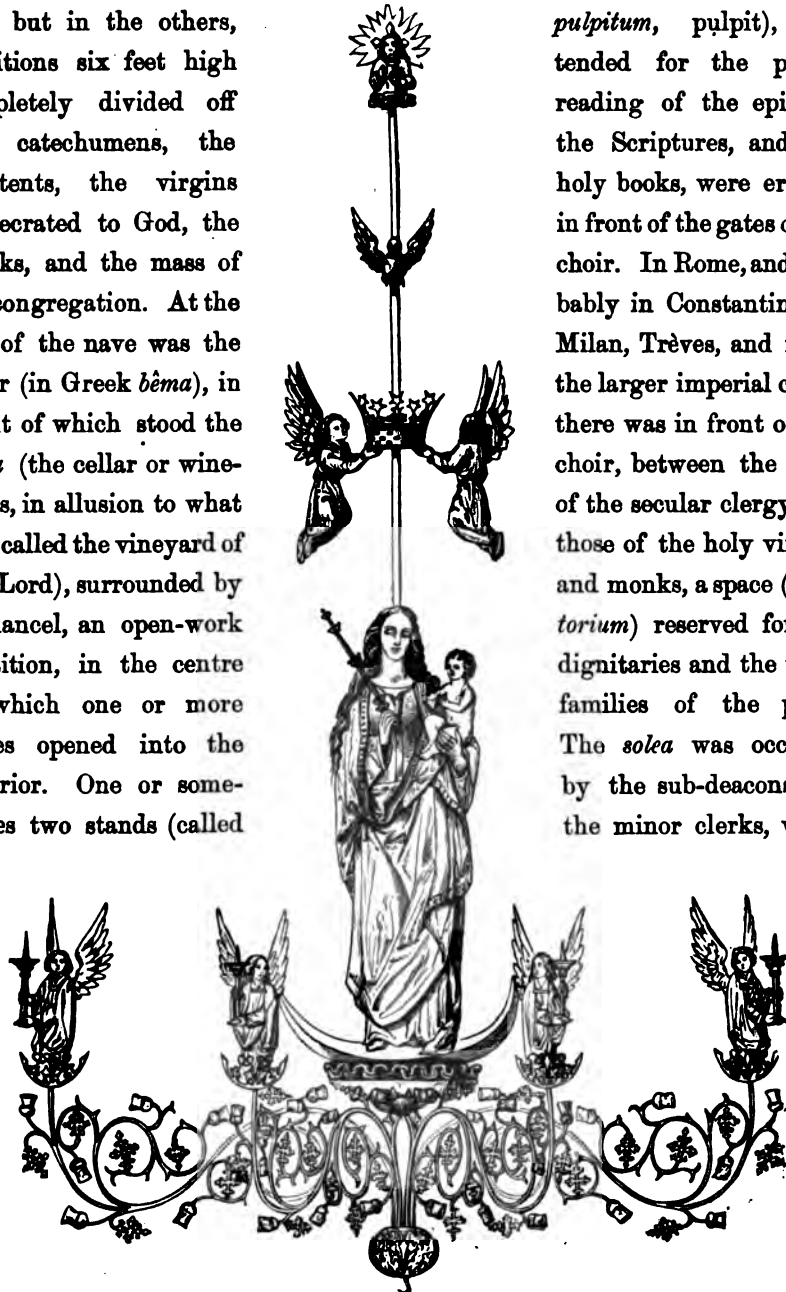 but in the others,
itions six feet high
pletely divided off
catechumens, the
tents, the virgins
ecrated to God, the
ks, and the mass of
congregation. At the
of the nave was the
r (in Greek bêma), in
t of which stood the
(the cellar or wine-
s, in allusion to what
called the vineyard of
Lord), surrounded by
ancel, an open-work
ition, in the centre
which one or more
es opened into the
rior. One or some-
es two stands (called
pulpitum, pulpit),
tended for the p
reading of the epi
the Scriptures, and
holy books, were er
in front of the gates o
choir. In Rome, and
bably in Constantin
Milan, Trèves, and
the larger imperial c
there was in front o
choir, between the
of the secular clergy
those of the holy vi
and monks, a space (
torium) reserved for
dignitaries and the
families of the p
The solea was occ
by the sub-deacons
the minor clerks,